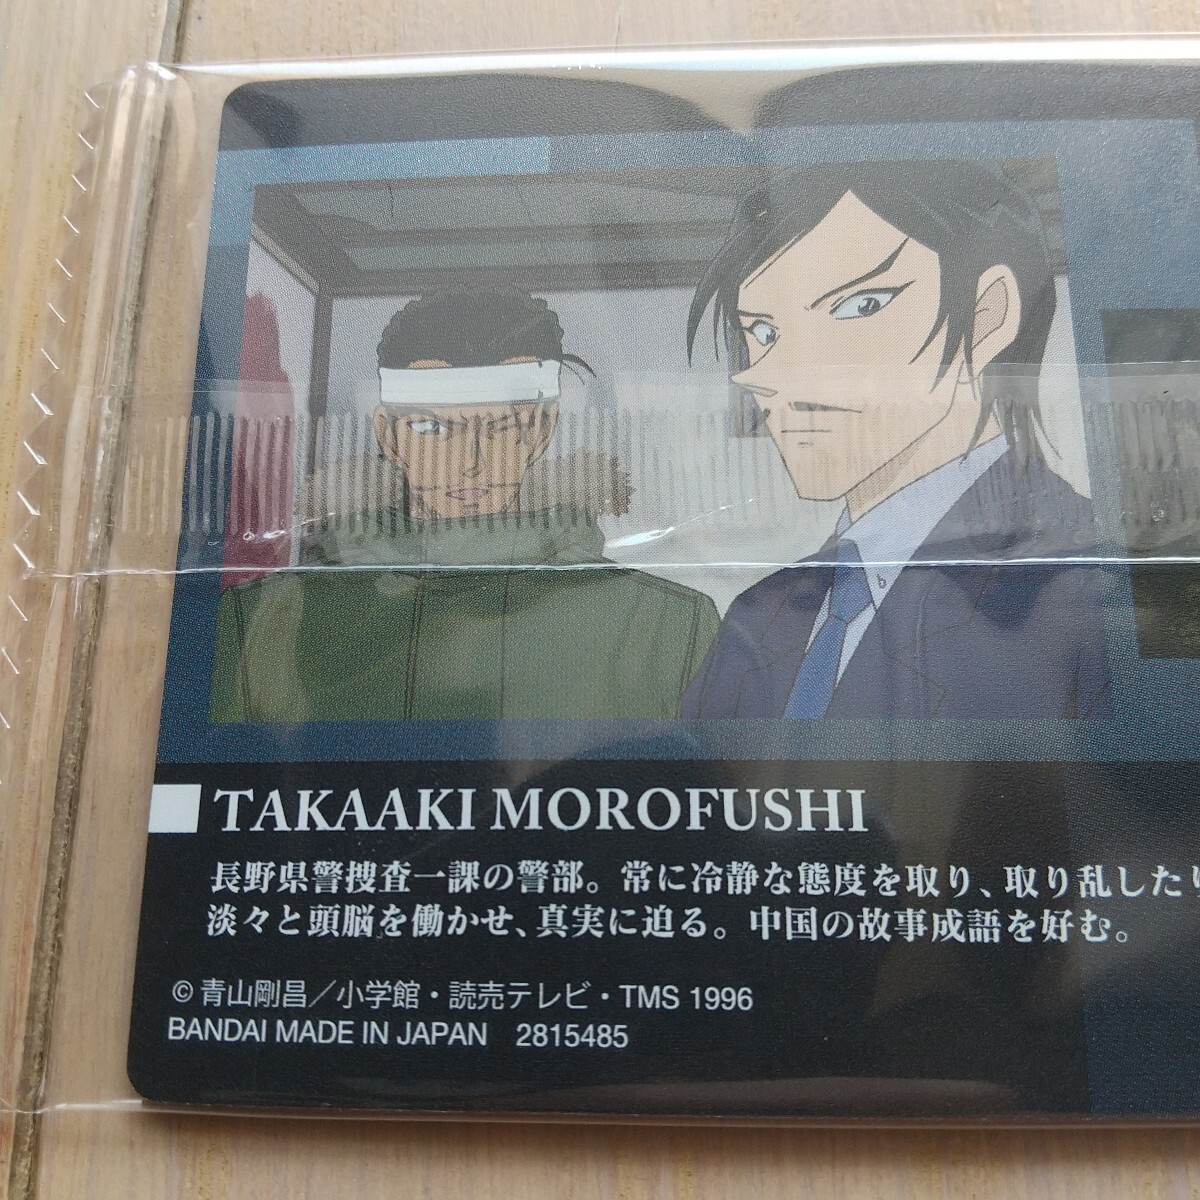 TAKAAKI MOROFUSHI
長野県警捜査一課の警部。常に冷静な態度を取り、取り乱したり
淡々と頭脳を働かせ、真実に迫る。中国の故事成語を好む。
©青山剛昌／小学館・読売テレビ・TMS 1996
BANDAI MADE IN JAPAN 2815485